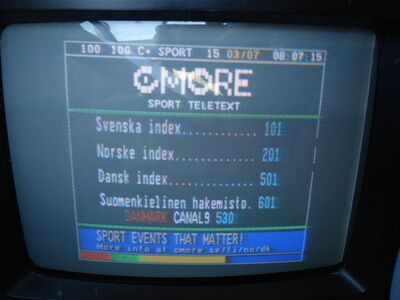 100 100 C+ SPORT 15 03/07 08:07:15
CMORE
SPORT TELETEXT
Svenska index............ 101
Norske index............. 201
Dansk index.............. 501
Suomenkielinen hakemisto. 601
DANMARK CANAL9 530
SPORT EVENTS THAT MATTER!
More info at cmore.se/fi/no/dk